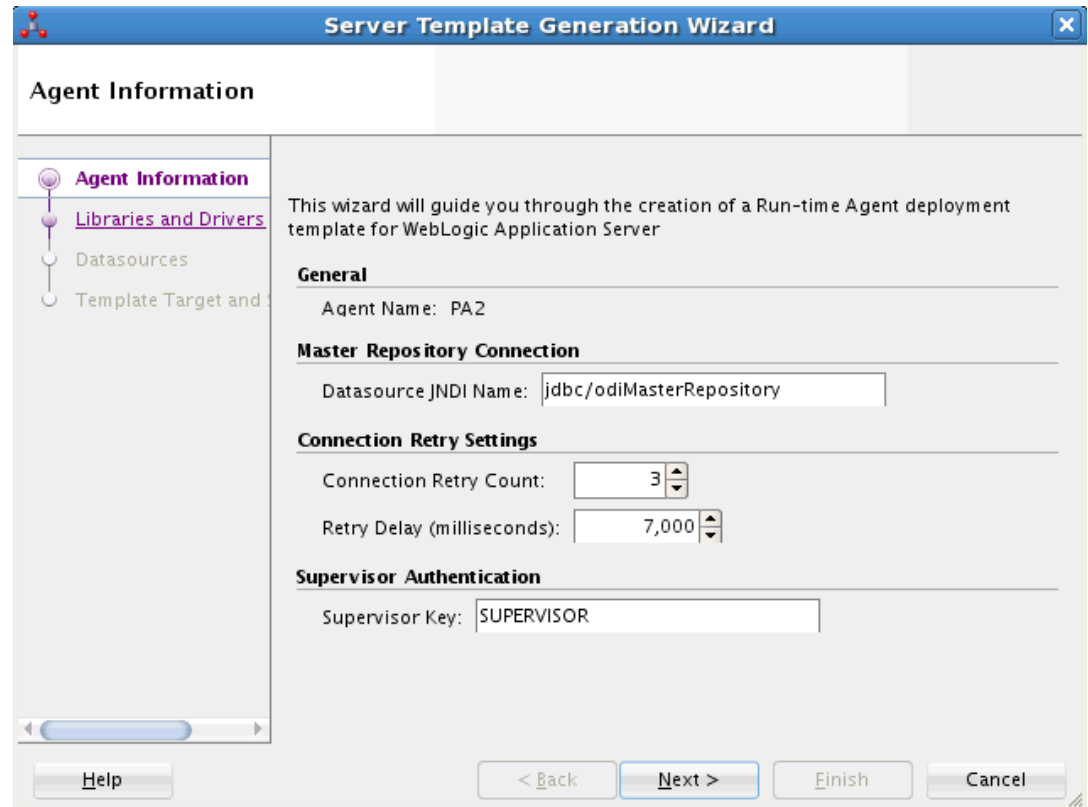 Server Template Generation Wizard
Agent Information
Agent Information
Libraries and Drivers
Datasources
Template Target and
This wizard will guide you through the creation of a Run-time Agent deployment
template for WebLogic Application Server
General
Agent Name: PA2
Master Repository Connection
Datasource JNDI Name: jdbc/odiMasterRepository
Connection Retry Settings
Connection Retry Count: 3
Retry Delay (milliseconds): 7,000
Supervisor Authentication
Supervisor Key: SUPERVISOR
Help
< Back
Next >
Finish
Cancel